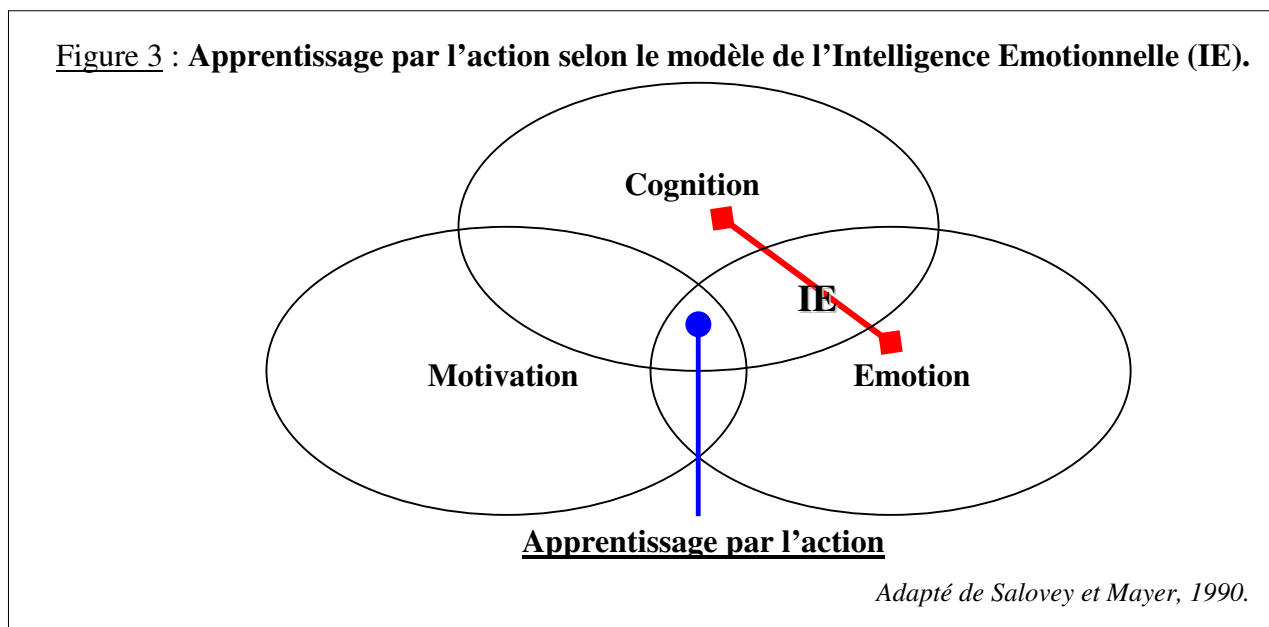 Figure 3 : Apprentissage par l’action selon le modèle de l’Intelligence Emotionnelle (IE).
Cognition
IE
Motivation
Emotion
Apprentissage par l’action
Adapté de Salovey et Mayer, 1990.